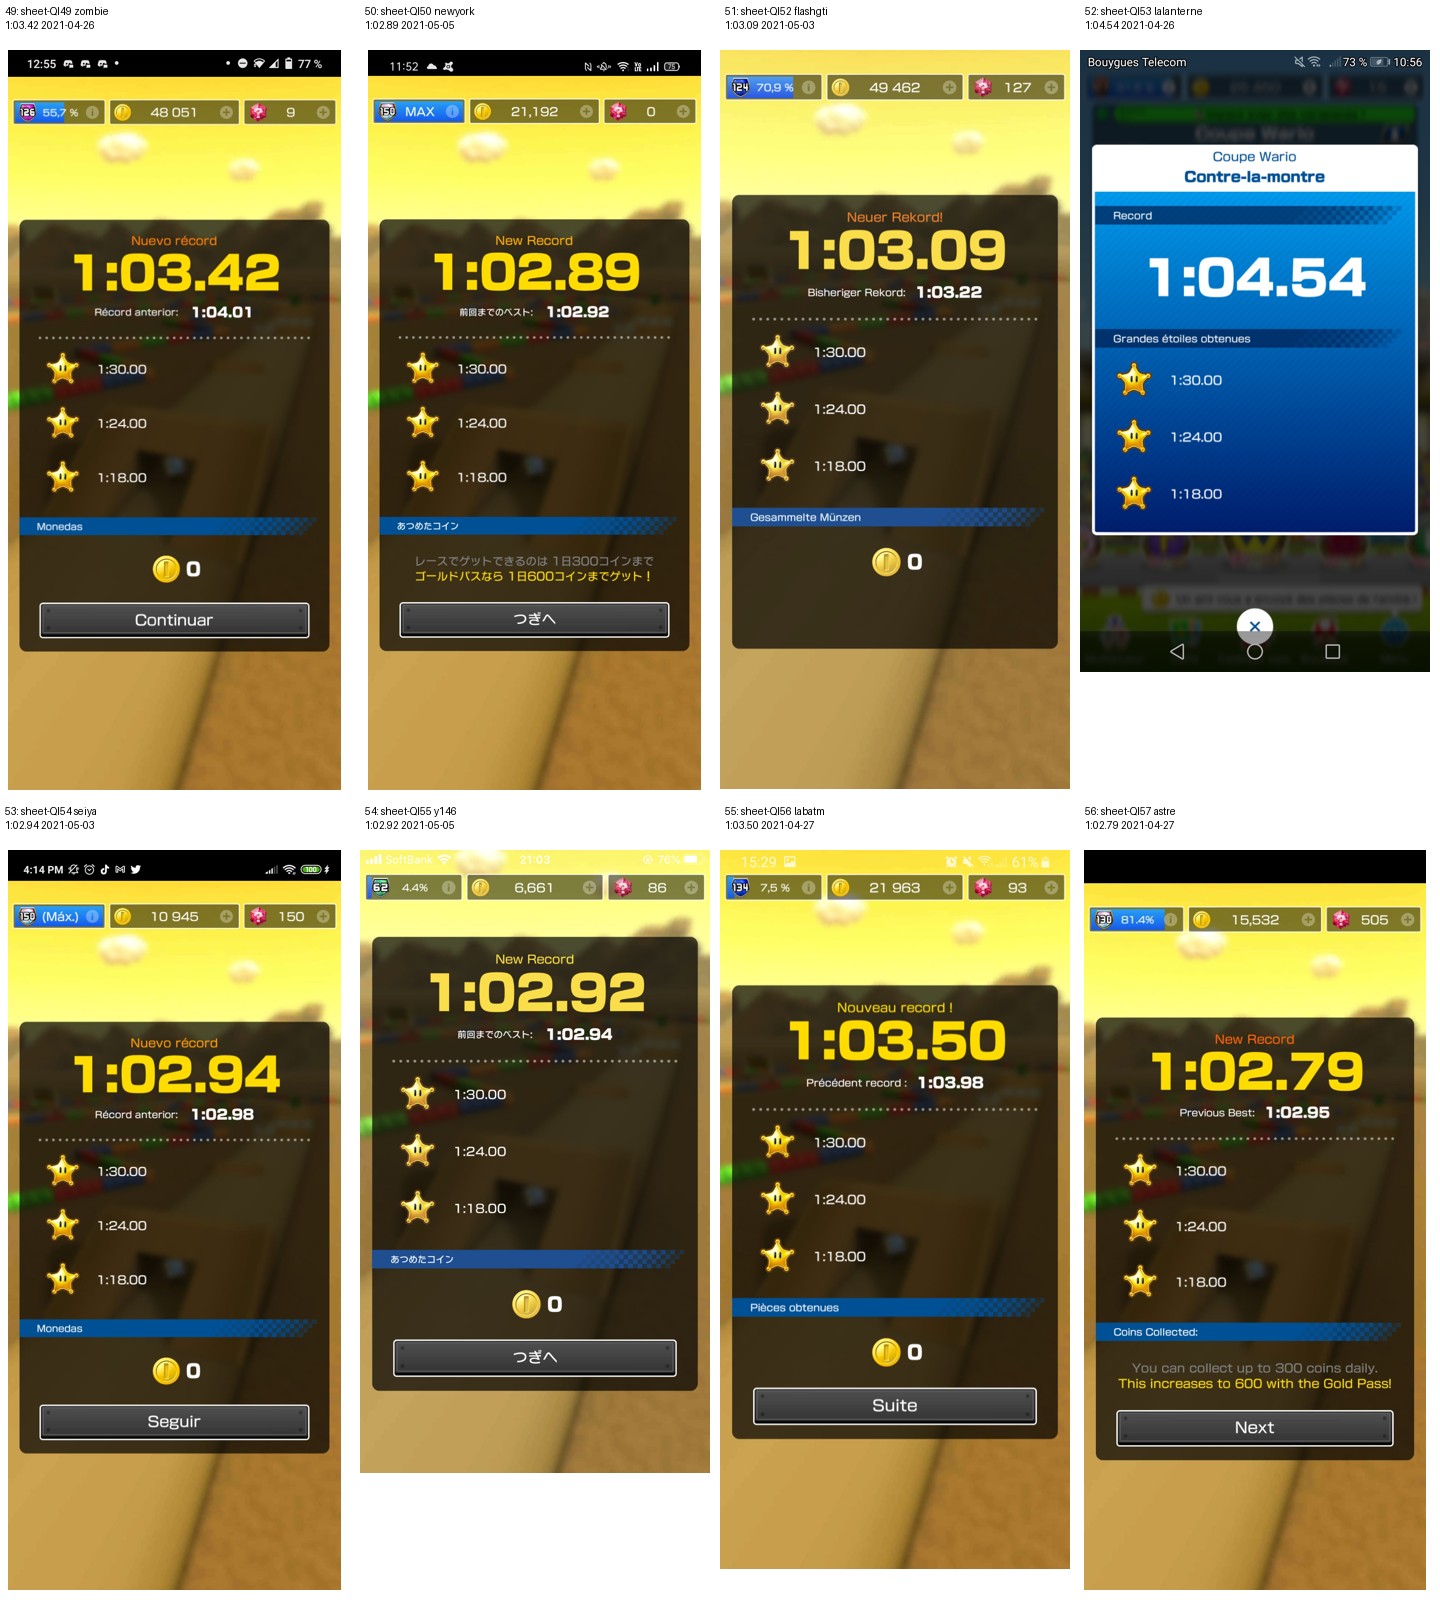 49: sheet-QI49 zombie
1:03.42 2021-04-26
12:55
77 %
126 55,7 %
48 051
9
Nuevo récord
1:03.42
Récord anterior: 1:04.01
1:30.00
1:24.00
1:18.00
Monedas
0
Continuar
50: sheet-QI50 newyork
1:02.89 2021-05-05
11:52
75
150 MAX
21,192
0
New Record
1:02.89
前回までのベスト: 1:02.92
1:30.00
1:24.00
1:18.00
あつめたコイン
レースでゲットできるのは 1日300コインまで
ゴールドパスなら 1日600コインまでゲット！
つぎへ
51: sheet-QI52 flashgti
1:03.09 2021-05-03
124 70,9 %
49 462
127
Neuer Rekord!
1:03.09
Bisheriger Rekord: 1:03.22
1:30.00
1:24.00
1:18.00
Gesammelte Münzen
0
52: sheet-QI53 lalanterne
1:04.54 2021-04-26
Bouygues Telecom
73 % 10:56
Coupe Wario
Coupe Wario
Contre-la-montre
Record
1:04.54
Grandes étoiles obtenues
1:30.00
1:24.00
1:18.00
53: sheet-QI54 seiya
1:02.94 2021-05-03
4:14 PM
100
150 (Máx.)
10 945
150
Nuevo récord
1:02.94
Récord anterior: 1:02.98
1:30.00
1:24.00
1:18.00
Monedas
0
Seguir
54: sheet-QI55 y146
1:02.92 2021-05-05
SoftBank
21:03
76%
62 4.4%
6,661
86
New Record
1:02.92
前回までのベスト: 1:02.94
1:30.00
1:24.00
1:18.00
あつめたコイン
0
つぎへ
55: sheet-QI56 labatm
1:03.50 2021-04-27
15:29
61%
134 7,5 %
21 963
93
Nouveau record !
1:03.50
Précédent record : 1:03.98
1:30.00
1:24.00
1:18.00
Pièces obtenues
0
Suite
56: sheet-QI57 astre
1:02.79 2021-04-27
130 81.4%
15,532
505
New Record
1:02.79
Previous Best: 1:02.95
1:30.00
1:24.00
1:18.00
Coins Collected:
You can collect up to 300 coins daily.
This increases to 600 with the Gold Pass!
Next